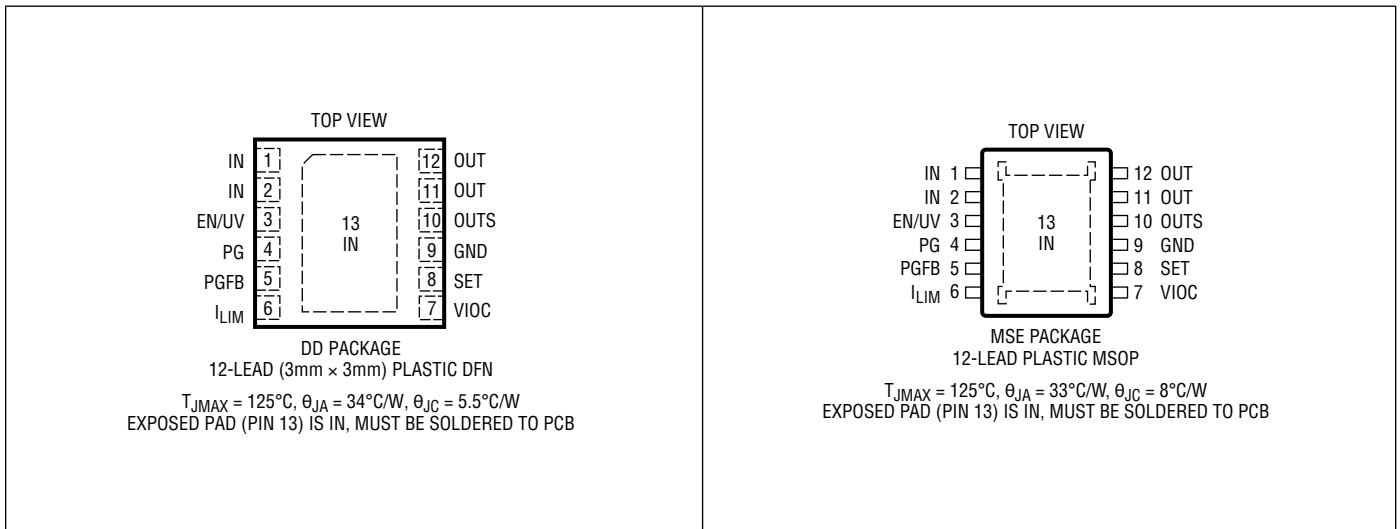 TOP VIEW
IN 1 12 OUT
IN 2 11 OUT
EN/UV 3 10 OUTS
13
IN
PG 4 9 GND
PGFB 5 8 SET
ILIM 6 7 VIOC
DD PACKAGE
12-LEAD (3mm × 3mm) PLASTIC DFN
TJMAX = 125°C, θJA = 34°C/W, θJC = 5.5°C/W
EXPOSED PAD (PIN 13) IS IN, MUST BE SOLDERED TO PCB
TOP VIEW
IN 1 12 OUT
IN 2 11 OUT
EN/UV 3 10 OUTS
13
IN
PG 4 9 GND
PGFB 5 8 SET
ILIM 6 7 VIOC
MSE PACKAGE
12-LEAD PLASTIC MSOP
TJMAX = 125°C, θJA = 33°C/W, θJC = 8°C/W
EXPOSED PAD (PIN 13) IS IN, MUST BE SOLDERED TO PCB